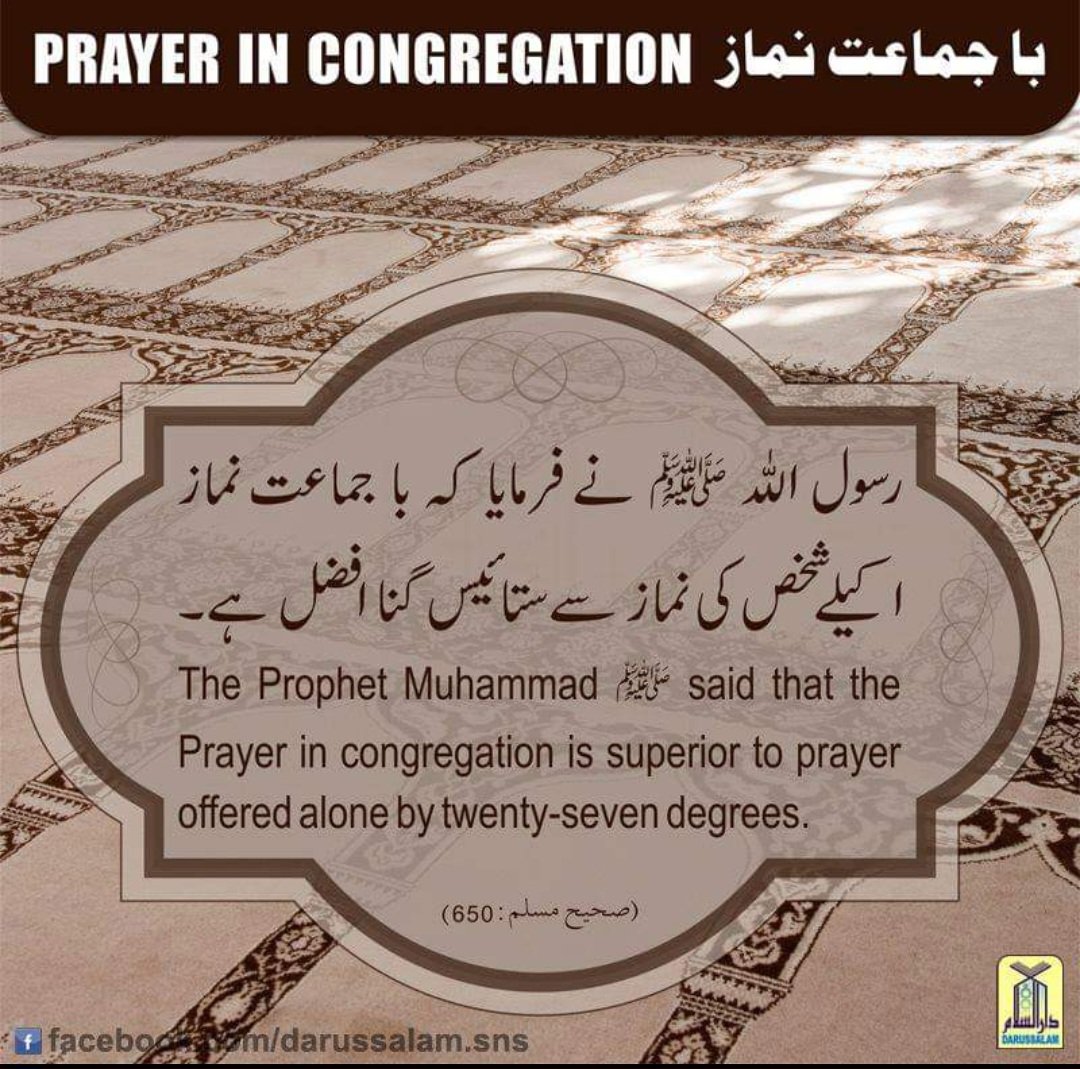 PRAYER IN CONGREGATION با جماعت نماز
رسول اللہ ﷺ نے فرمایا کہ با جماعت نماز
اکیلے شخص کی نماز سے ستائیس گنا افضل ہے۔
The Prophet Muhammad ﷺ said that the
Prayer in congregation is superior to prayer
offered alone by twenty-seven degrees.
(صحیح مسلم: 650)
f facebook.com/darussalam.sns
دارالسلام
DARUSSALAM